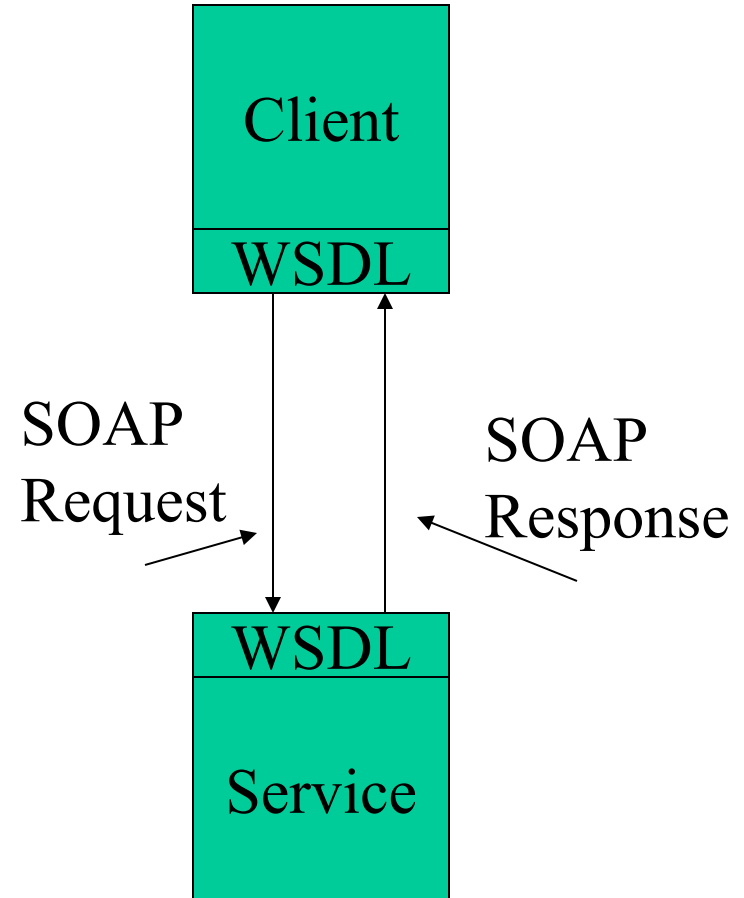 Client
WSDL
SOAP
Request
SOAP
Response
WSDL
Service